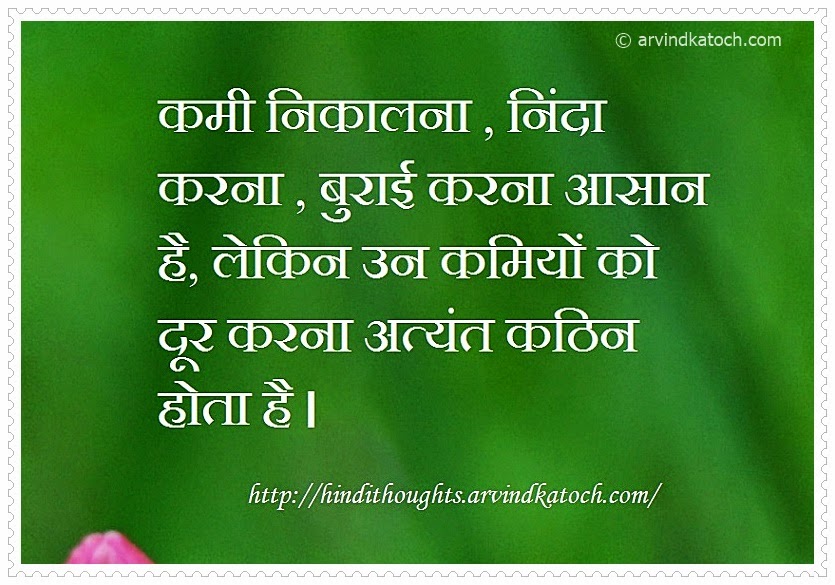 © arvindkatoch.com
कमी निकालना , निंदा
करना , बुराई करना आसान
है, लेकिन उन कमियों को
दूर करना अत्यंत कठिन
होता है।
http://hindithoughts.arvindkatoch.com/